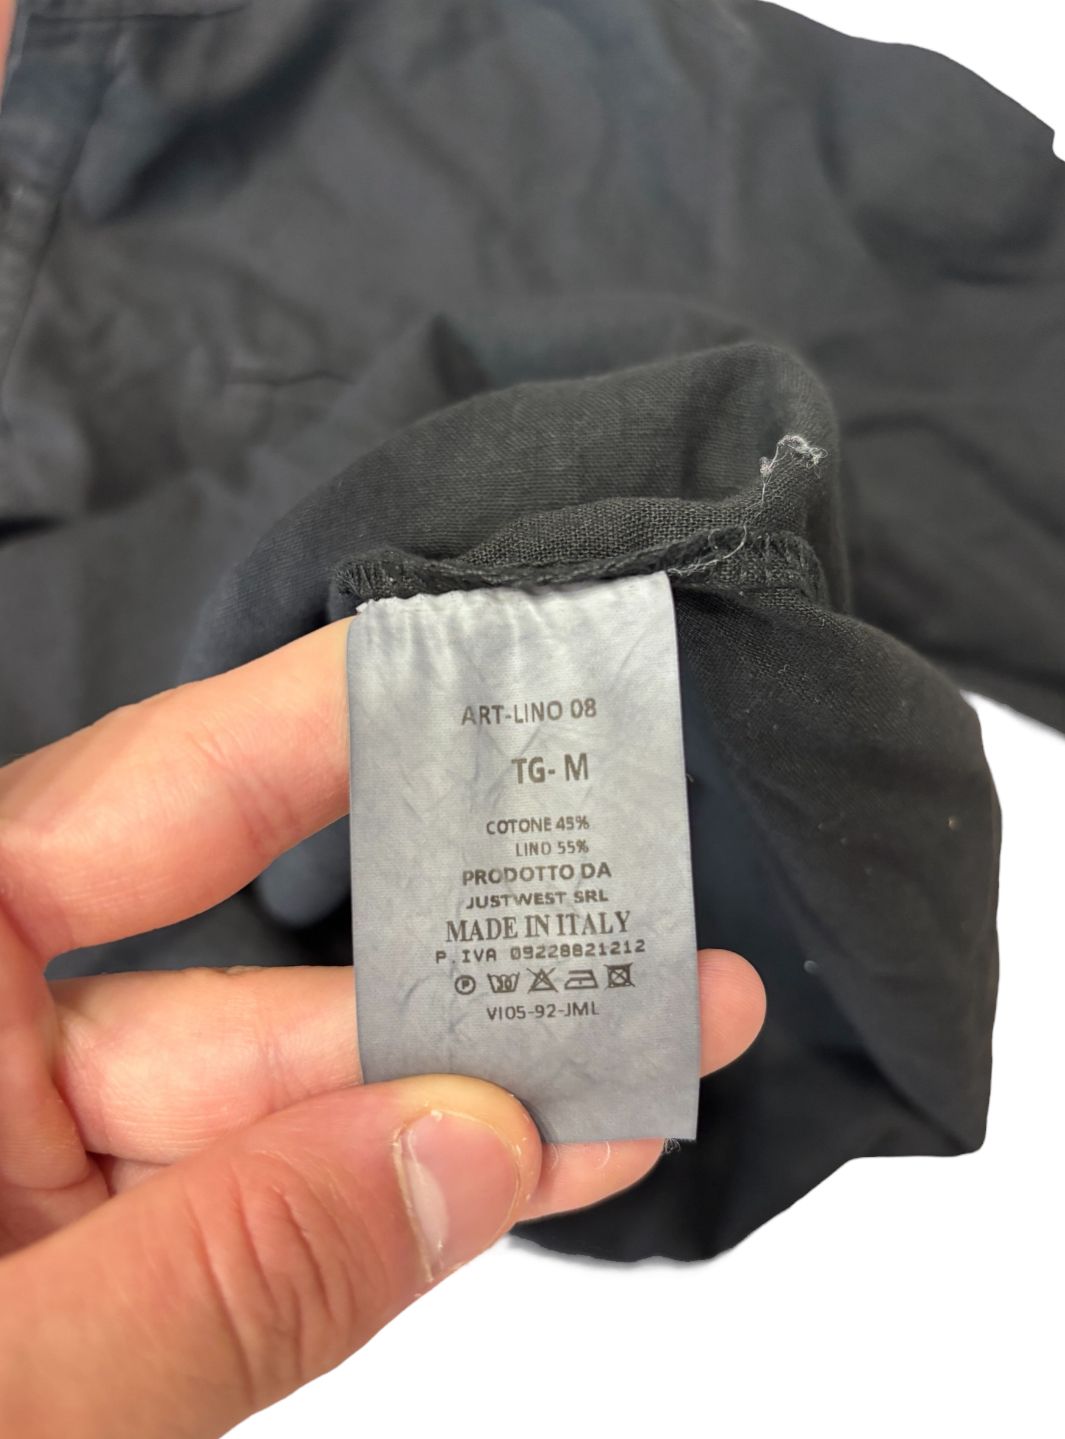 ART-LINO 08
TG- M
COTONE 45%
LINO 55%
PRODOTTO DA
JUSTWEST SRL
MADE IN ITALY
P.IVA 09228821212
P 30
VI05-92-JML